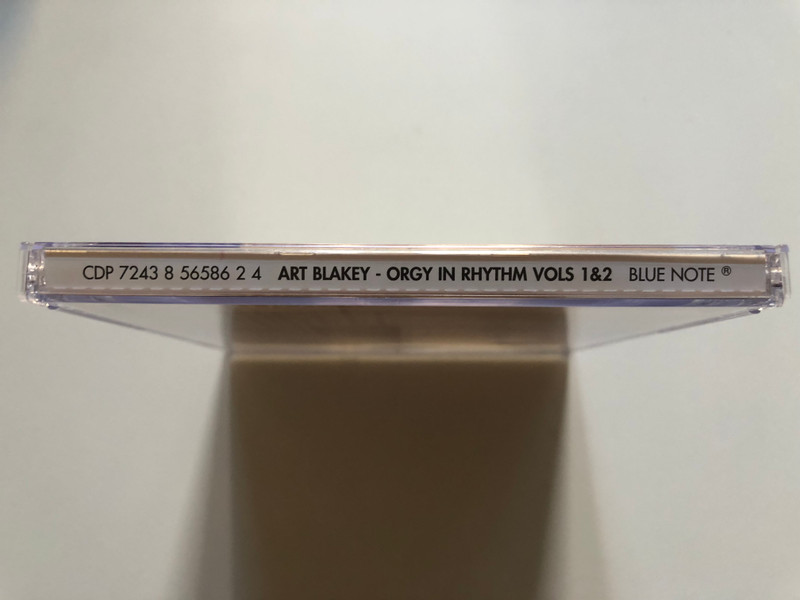 CDP 7243 8 56586 2 4 ART BLAKEY - ORGY IN RHYTHM VOLS 1&2 BLUE NOTE ®